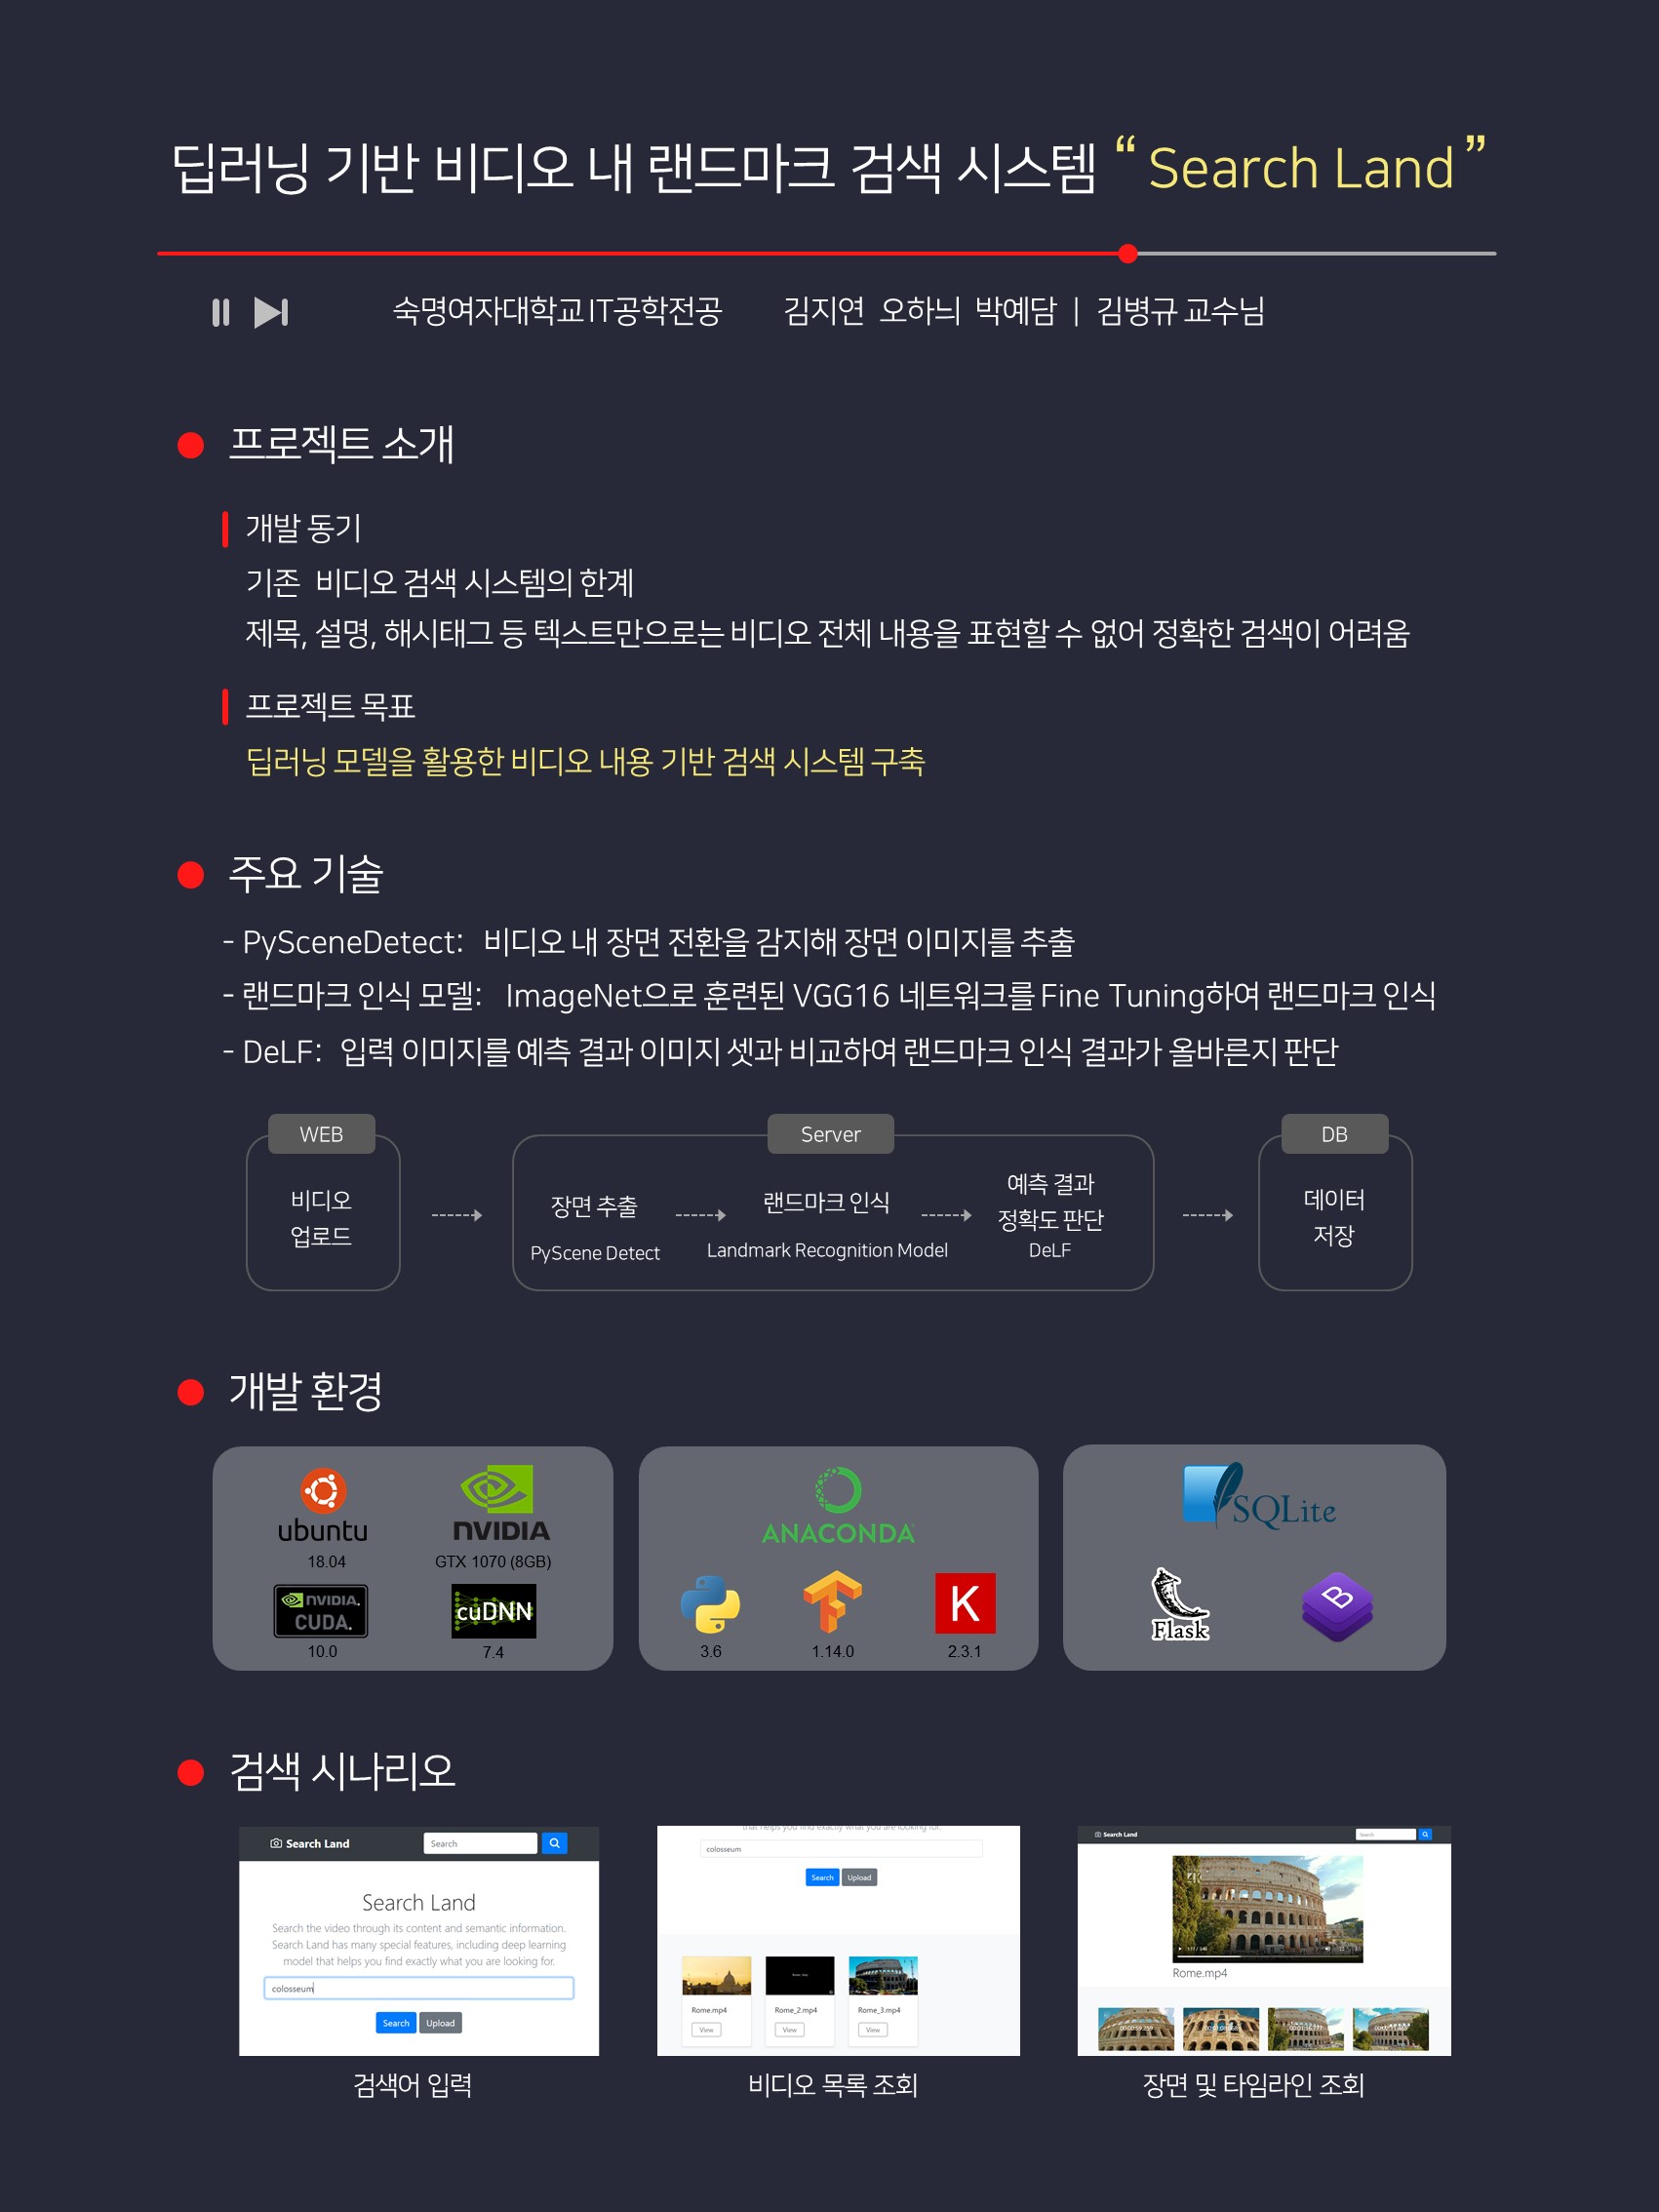 딥러닝 기반 비디오 내 랜드마크 검색 시스템 “ Search Land ”
숙명여자대학교 IT공학전공 김지연 오하늬 박예담 | 김병규 교수님
프로젝트 소개
개발 동기
기존 비디오 검색 시스템의 한계
제목, 설명, 해시태그 등 텍스트만으로는 비디오 전체 내용을 표현할 수 없어 정확한 검색이 어려움
프로젝트 목표
딥러닝 모델을 활용한 비디오 내용 기반 검색 시스템 구축
주요 기술
- PySceneDetect: 비디오 내 장면 전환을 감지해 장면 이미지를 추출
- 랜드마크 인식 모델: ImageNet으로 훈련된 VGG16 네트워크를 Fine Tuning하여 랜드마크 인식
- DeLF: 입력 이미지를 예측 결과 이미지 셋과 비교하여 랜드마크 인식 결과가 올바른지 판단
WEB
비디오
업로드
Server
장면 추출
PyScene Detect
랜드마크 인식
Landmark Recognition Model
예측 결과
정확도 판단
DeLF
DB
데이터
저장
개발 환경
ubuntu
18.04
NVIDIA
GTX 1070 (8GB)
NVIDIA.
CUDA.
10.0
cuDNN
7.4
ANACONDA
3.6
1.14.0
K
2.3.1
SQLite
Flask
B
검색 시나리오
Search Land
Search
Search Land
Search the video through its content and semantic information.
Search Land has many special features, including deep learning
model that helps you find exactly what you are looking for.
colosseum
Search
Upload
검색어 입력
that helps you find exactly what you are looking for.
colosseum
Search
Upload
Rome.mp4
View
Rome_2.mp4
View
Rome_3.mp4
View
비디오 목록 조회
Search Land
Search
4K
Rome.mp4
장면 및 타임라인 조회